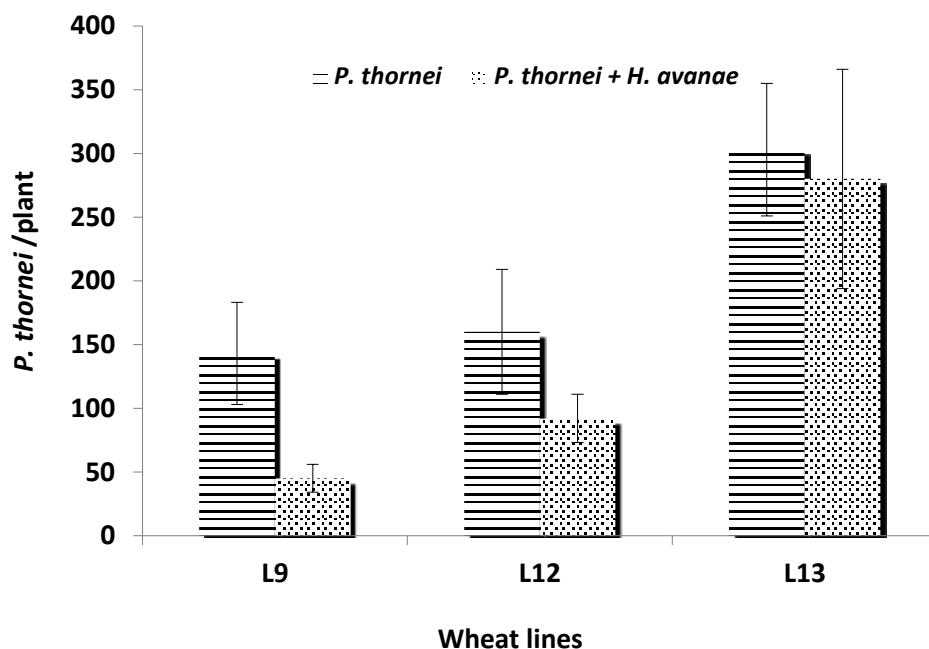 400
350
300
250
200
150
100
50
0
P. thornei /plant
P. thornei P. thornei + H. avanae
L9 L12 L13
Wheat lines